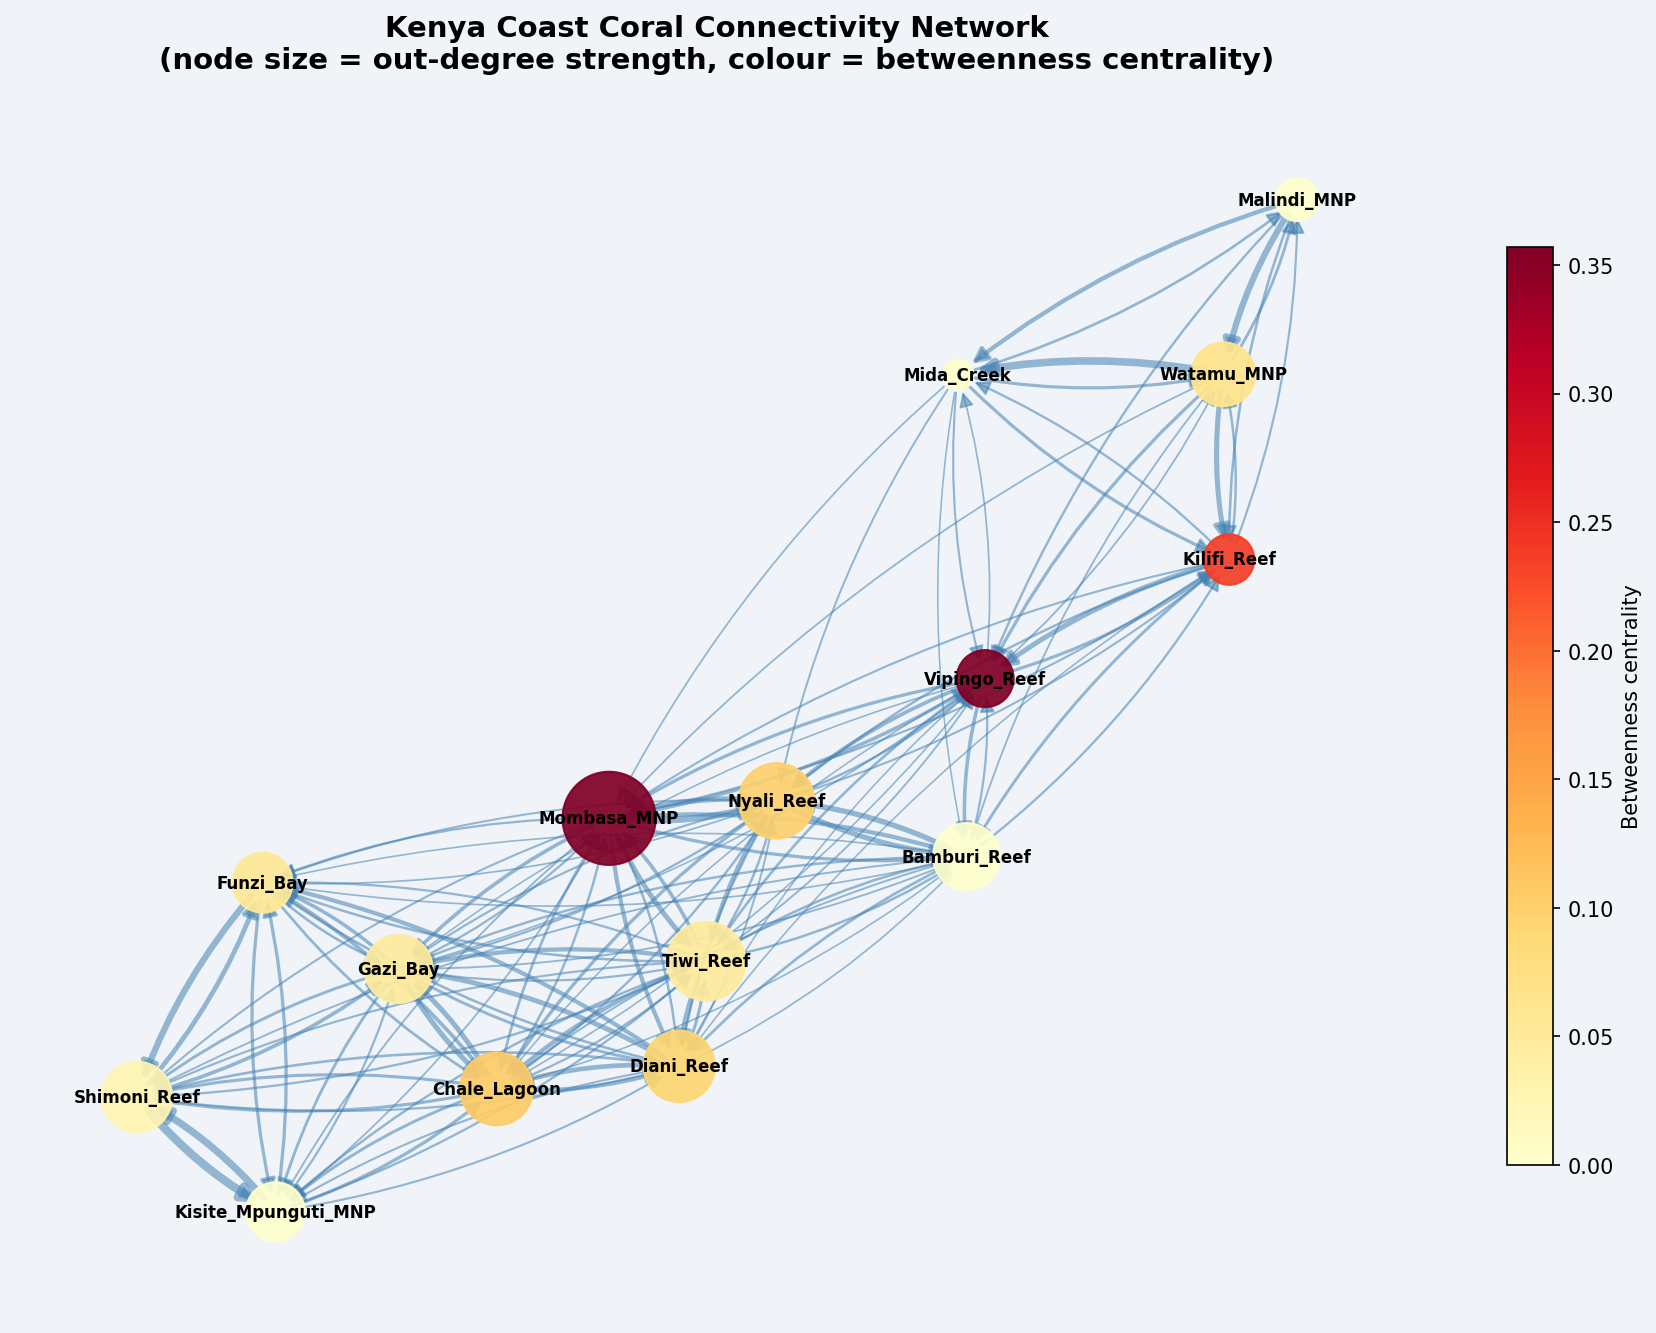 Kenya Coast Coral Connectivity Network
(node size = out-degree strength, colour = betweenness centrality)
Malindi_MNP
Mida_Creek
Watamu_MNP
Kilifi_Reef
Vipingo_Reef
Nyali_Reef
Mombasa_MNP
Bamburi_Reef
Funzi_Bay
Tiwi_Reef
Gazi_Bay
Diani_Reef
Chale_Lagoon
Shimoni_Reef
Kisite_Mpunguti_MNP
0.35
0.30
0.25
0.20
0.15
0.10
0.05
0.00
Betweenness centrality